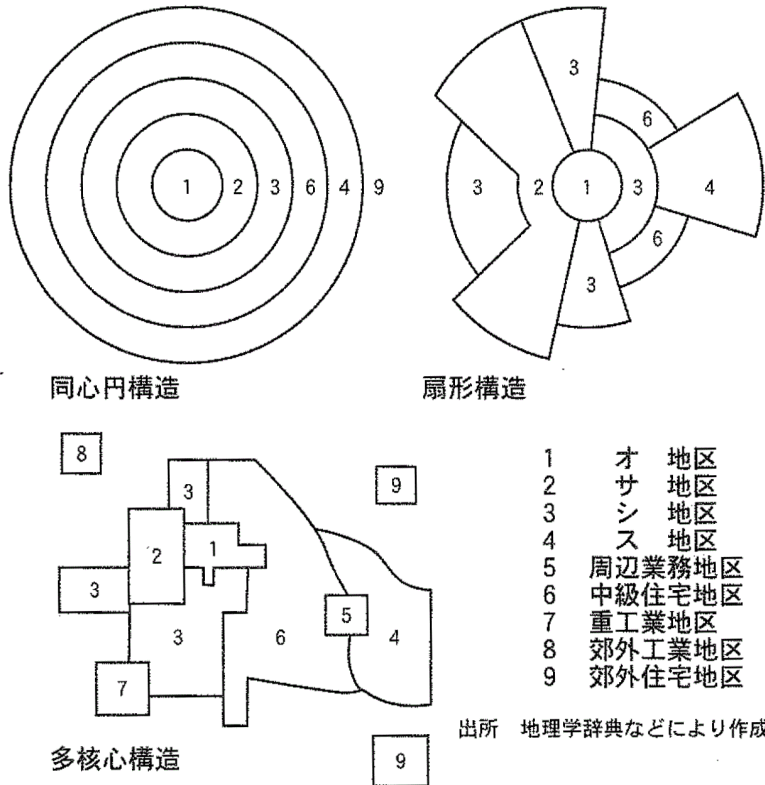 3
6
1 2 3 6 4 9
3 2 1 3 4
6
3
同心円構造
扇形構造
8
9
3
2
1
3
3
6
5
4
7
9
多核心構造
1 オ 地区
2 サ 地区
3 シ 地区
4 ス 地区
5 周辺業務地区
6 中級住宅地区
7 重工業地区
8 郊外工業地区
9 郊外住宅地区
出所 地理学辞典などにより作成